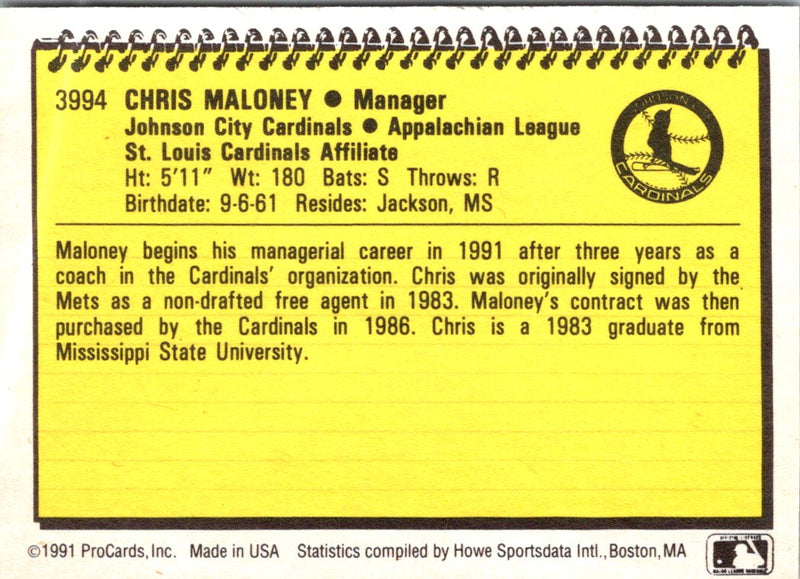 3994 CHRIS MALONEY ● Manager
Johnson City Cardinals ● Appalachian League
St. Louis Cardinals Affiliate
Ht: 5'11" Wt: 180 Bats: S Throws: R
Birthdate: 9-6-61 Resides: Jackson, MS
JOHNSON CITY
CARDINALS
Maloney begins his managerial career in 1991 after three years as a
coach in the Cardinals' organization. Chris was originally signed by the
Mets as a non-drafted free agent in 1983. Maloney's contract was then
purchased by the Cardinals in 1986. Chris is a 1983 graduate from
Mississippi State University.
©1991 ProCards, Inc. Made in USA Statistics compiled by Howe Sportsdata Intl., Boston, MA